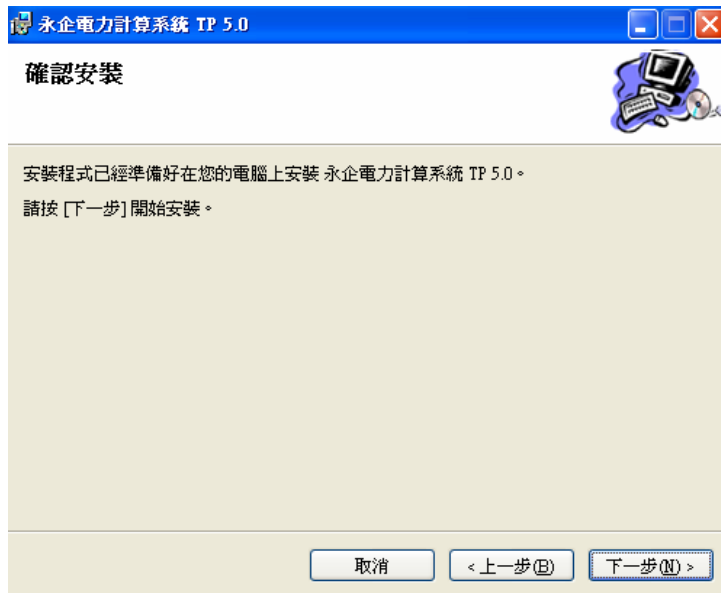 永企電力計算系統 TP 5.0
確認安裝
安裝程式已經準備好在您的電腦上安裝 永企電力計算系統 TP 5.0。
請按 [下一步] 開始安裝。
取消
<上一步(B)
下一步(N)>